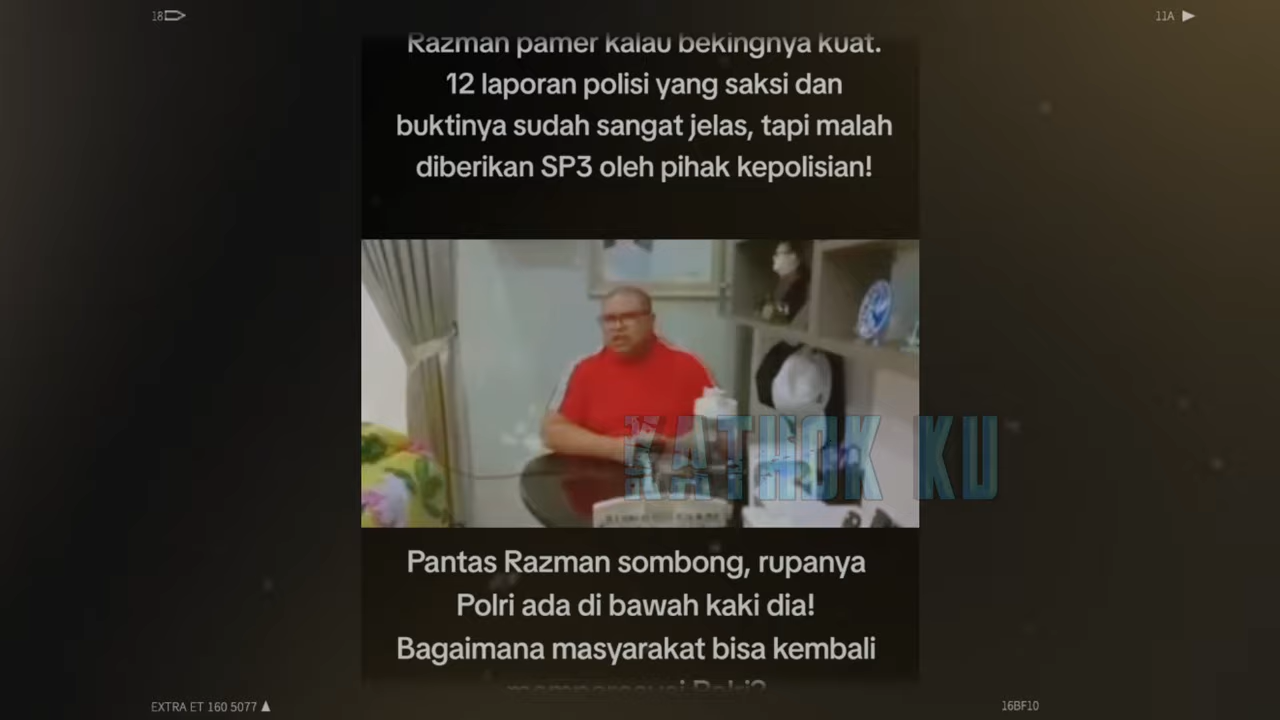 18
11A
Razman pamer kalau bekingnya kuat.
12 laporan polisi yang saksi dan
buktinya sudah sangat jelas, tapi malah
diberikan SP3 oleh pihak kepolisian!
KATHOK KU
Pantas Razman sombong, rupanya
Polri ada di bawah kaki dia!
Bagaimana masyarakat bisa kembali
mempercayai Polri?
EXTRA ET 160 5077
16BF10